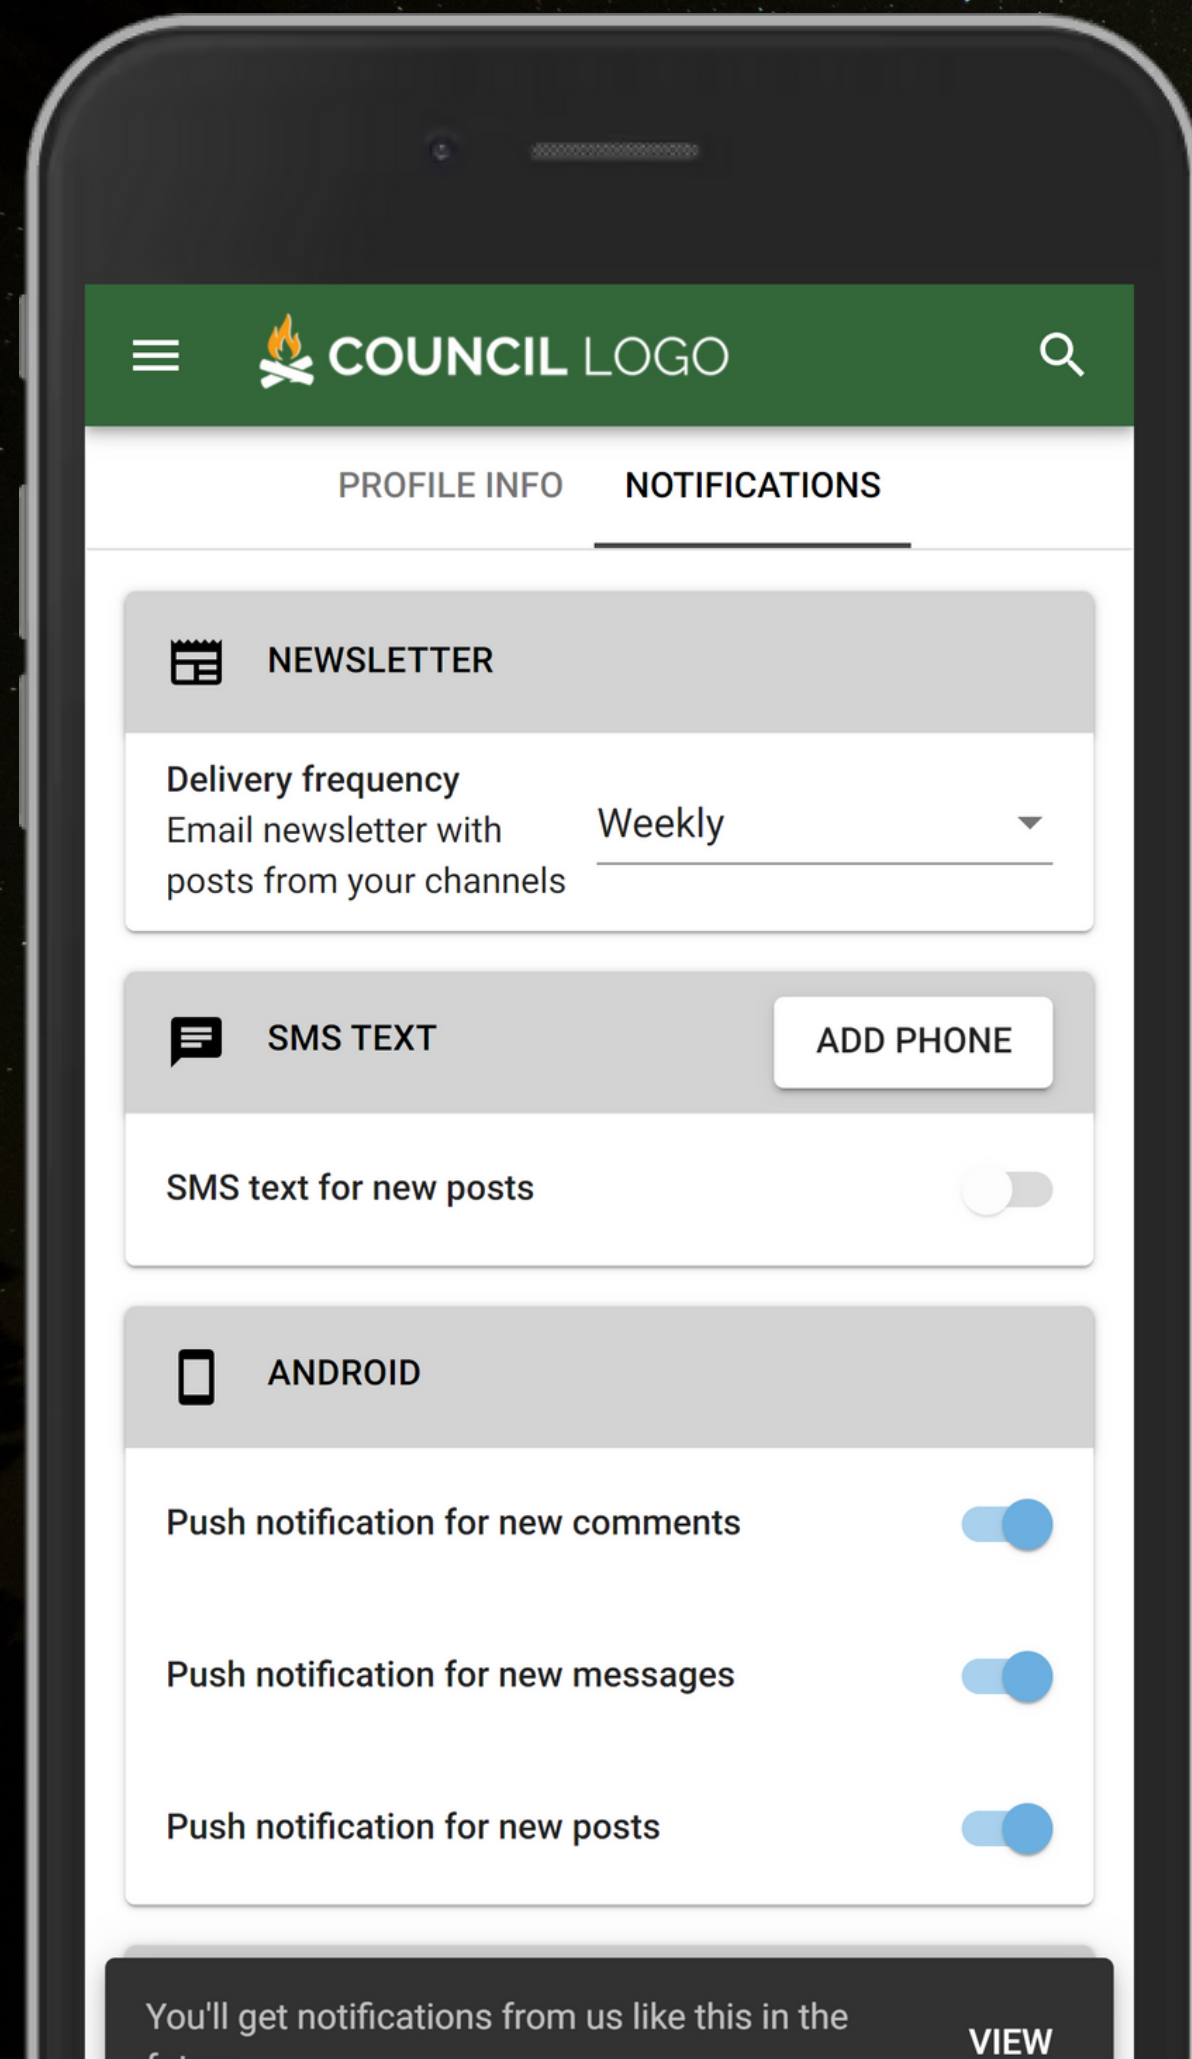 COUNCIL LOGO
PROFILE INFO NOTIFICATIONS
NEWSLETTER
Delivery frequency
Email newsletter with
posts from your channels
Weekly
SMS TEXT
ADD PHONE
SMS text for new posts
ANDROID
Push notification for new comments
Push notification for new messages
Push notification for new posts
You'll get notifications from us like this in the
VIEW